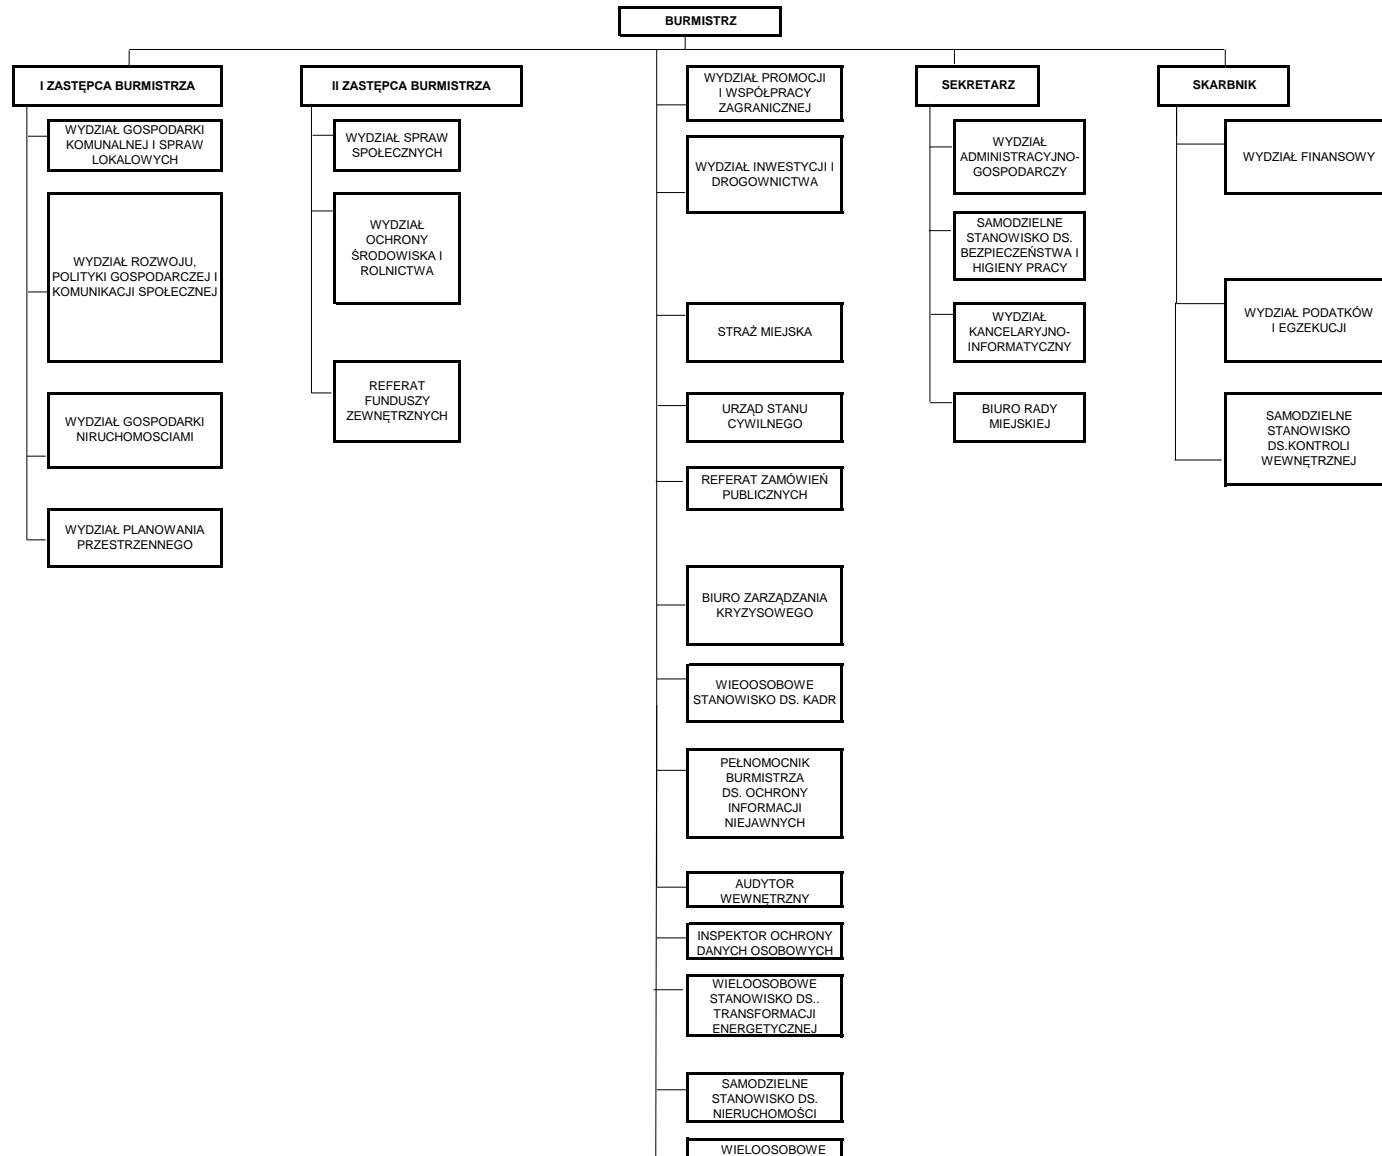 BURMISTRZ
I ZASTĘPCA BURMISTRZA
WYDZIAŁ GOSPODARKI
KOMUNALNEJ I SPRAW
LOKALOWYCH
WYDZIAŁ ROZWOJU,
POLITYKI GOSPODARCZEJ I
KOMUNIKACJI SPOŁECZNEJ
WYDZIAŁ GOSPODARKI
NIRUCHOMOSCIAMI
WYDZIAŁ PLANOWANIA
PRZESTRZENNEGO
II ZASTĘPCA BURMISTRZA
WYDZIAŁ SPRAW
SPOŁECZNYCH
WYDZIAŁ
OCHRONY
ŚRODOWISKA I
ROLNICTWA
REFERAT
FUNDUSZY
ZEWNĘTRZNYCH
WYDZIAŁ PROMOCJI
I WSPÓŁPRACY
ZAGRANICZNEJ
WYDZIAŁ INWESTYCJI I
DROGOWNICTWA
STRAŻ MIEJSKA
URZĄD STANU
CYWILNEGO
REFERAT ZAMÓWIEŃ
PUBLICZNYCH
BIURO ZARZĄDZANIA
KRYZYSOWEGO
WIEOOSOBOWE
STANOWISKO DS. KADR
PEŁNOMOCNIK
BURMISTRZA
DS. OCHRONY
INFORMACJI
NIEJAWNYCH
AUDYTOR
WEWNĘTRZNY
INSPEKTOR OCHRONY
DANYCH OSOBOWYCH
WIELOOSOBOWE
STANOWISKO DS..
TRANSFORMACJI
ENERGETYCZNEJ
SAMODZIELNE
STANOWISKO DS.
NIERUCHOMOŚCI
WIELOOSOBOWE
SEKRETARZ
WYDZIAŁ
ADMINISTRACYJNO-
GOSPODARCZY
SAMODZIELNE
STANOWISKO DS.
BEZPIECZEŃSTWA I
HIGIENY PRACY
WYDZIAŁ
KANCELARYJNO-
INFORMATYCZNY
BIURO RADY
MIEJSKIEJ
SKARBNIK
WYDZIAŁ FINANSOWY
WYDZIAŁ PODATKÓW
I EGZEKUCJI
SAMODZIELNE
STANOWISKO
DS.KONTROLI
WEWNĘTRZNEJ